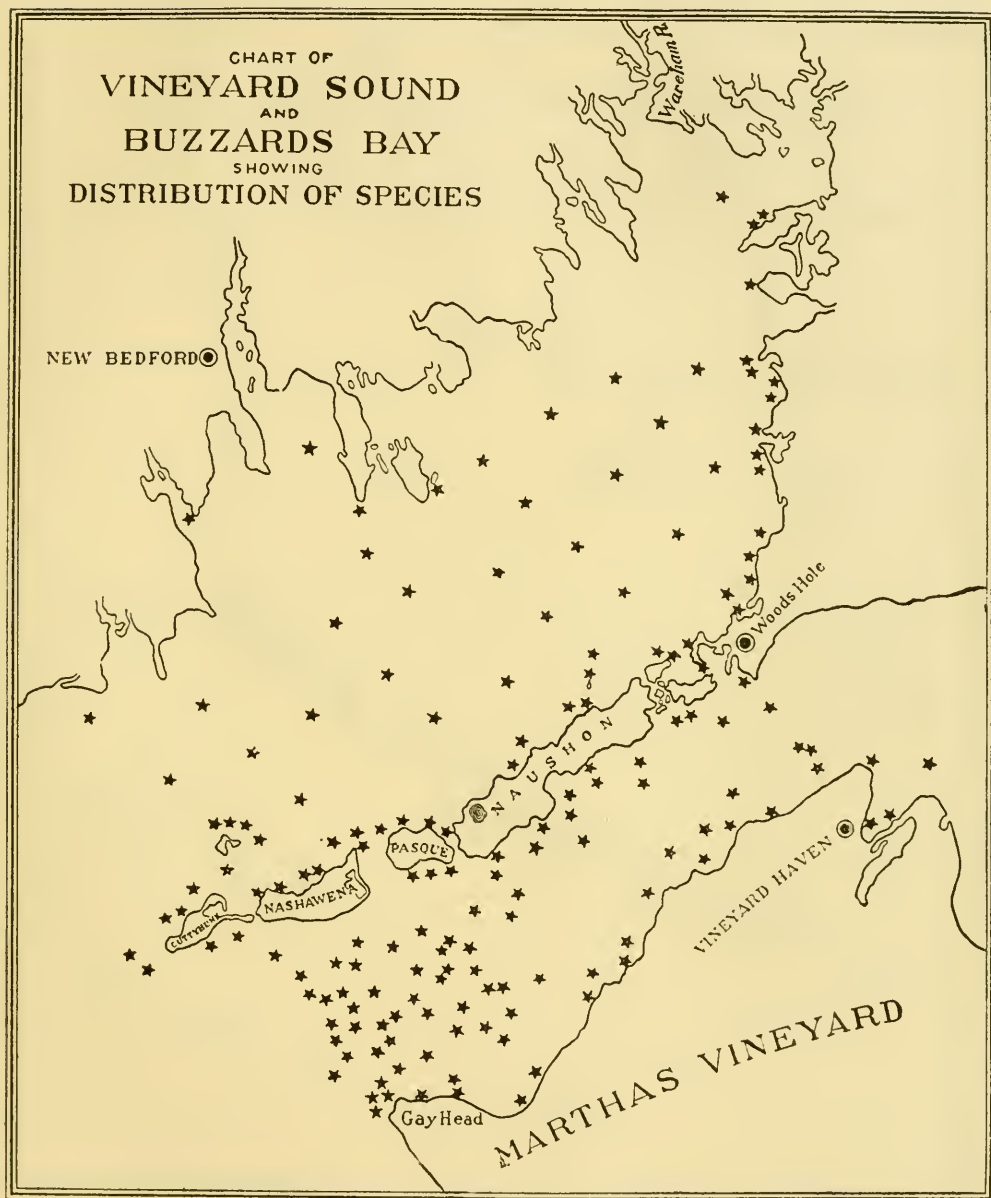 CHART OF
VINEYARD SOUND
AND
BUZZARDS BAY
SHOWING
DISTRIBUTION OF SPECIES
Wareham R.
NEW BEDFORD
Woods Hole
NAUSHON
PASQUE
NASHAWENA
CUTTYHUNK
VINEYARD HAVEN
MARTHAS VINEYARD
Gay Head